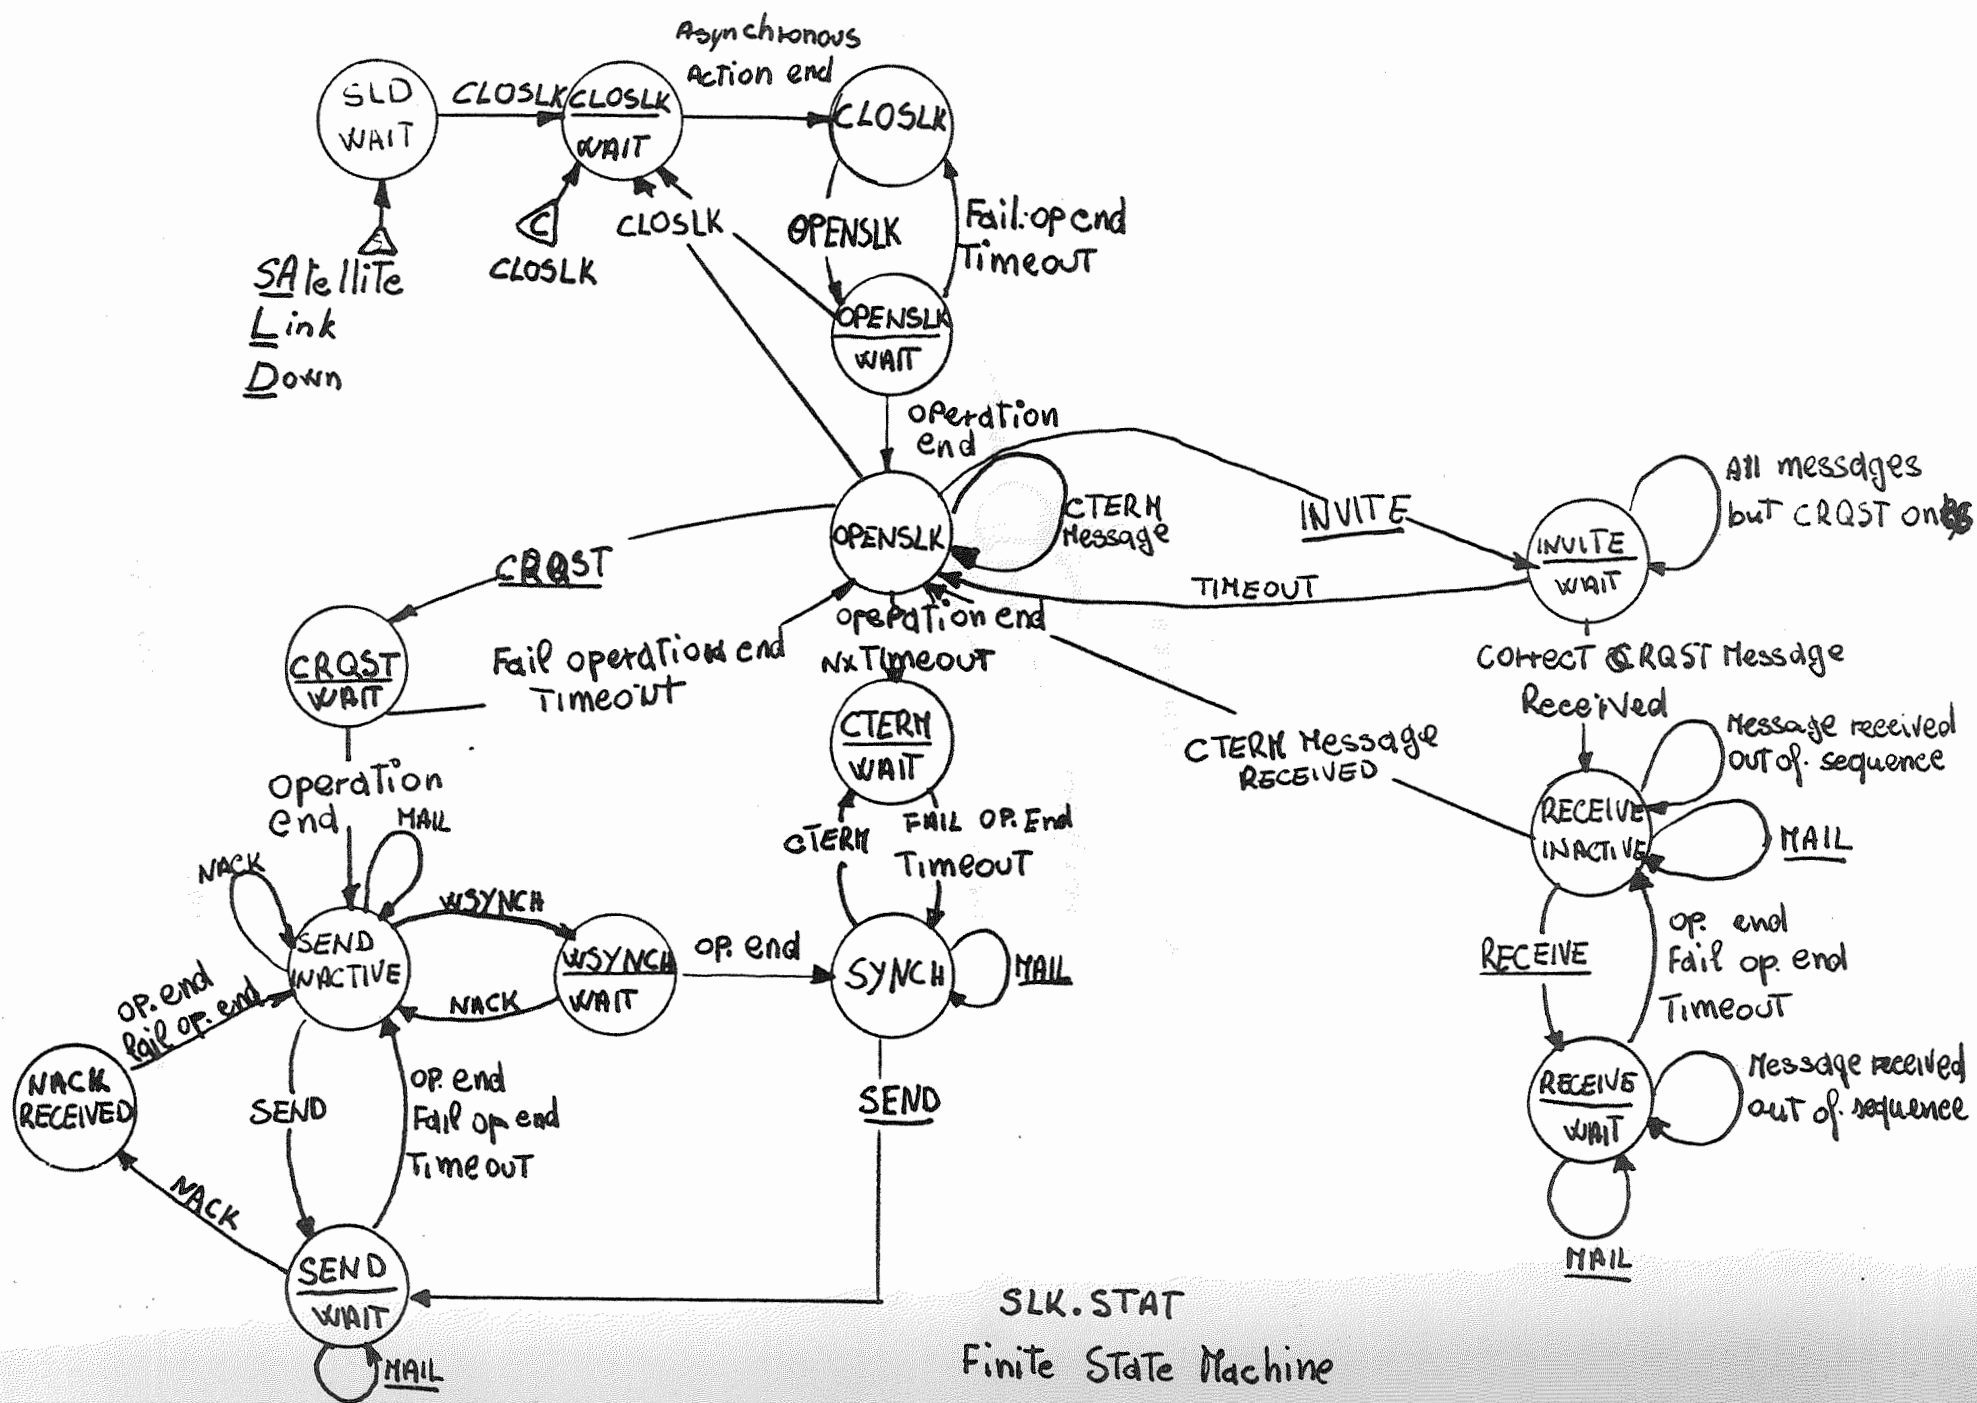 Asynchronous
Action end
SLD
WAIT
CLOSLK
CLOSLK
WAIT
CLOSLK
S
SAtellite
Link
Down
C
CLOSLK
CLOSLK
OPENSLK
Fail. op end
Timeout
OPENSLK
WAIT
operation
end
OPENSLK
CTERM
Message
INVITE
All messages
but CRQST
INVITE
WAIT
TIMEOUT
CRQST
CRQST
WAIT
Fail operation end
Timeout
operation end
NxTimeout
Correct CRQST Message
Received
CTERM
WAIT
CTERM Message
RECEIVED
Message received
out of. sequence
RECEIVE
INACTIVE
MAIL
operation
end
MAIL
NACK
CTERM
FAIL OP. End
Timeout
SEND
INACTIVE
WSYNCH
WSYNCH
WAIT
NACK
OP. end
SYNCH
MAIL
RECEIVE
OP. end
Fail op. end
Timeout
OP. end
Fail op. end
NACK
RECEIVED
SEND
OP. end
Fail op end
Timeout
SEND
RECEIVE
WAIT
Message received
out of. sequence
MAIL
NACK
SEND
WAIT
MAIL
SLK.STAT
Finite State Machine